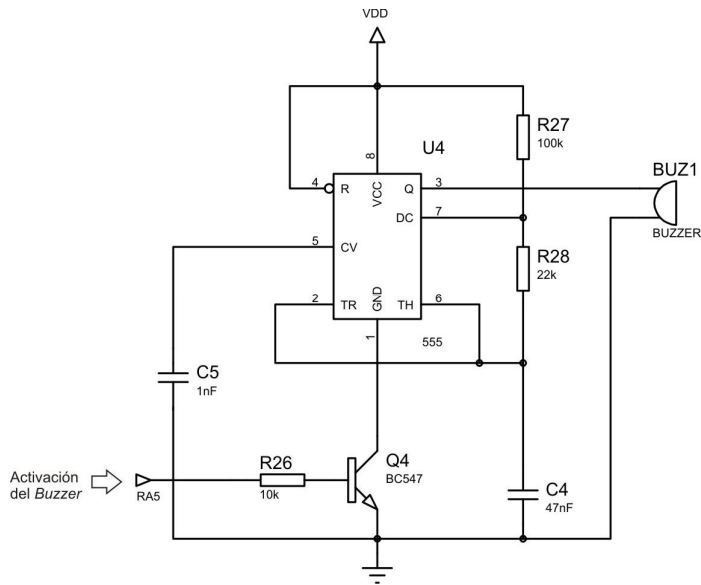 VDD
R27
100k
U4
BUZ1
BUZZER
8
4
R
VCC
Q
3
DC
7
5
CV
R28
22k
2
TR
GND
TH
6
1
555
C5
1nF
R26
10k
Q4
BC547
Activación
del Buzzer
RA5
C4
47nF